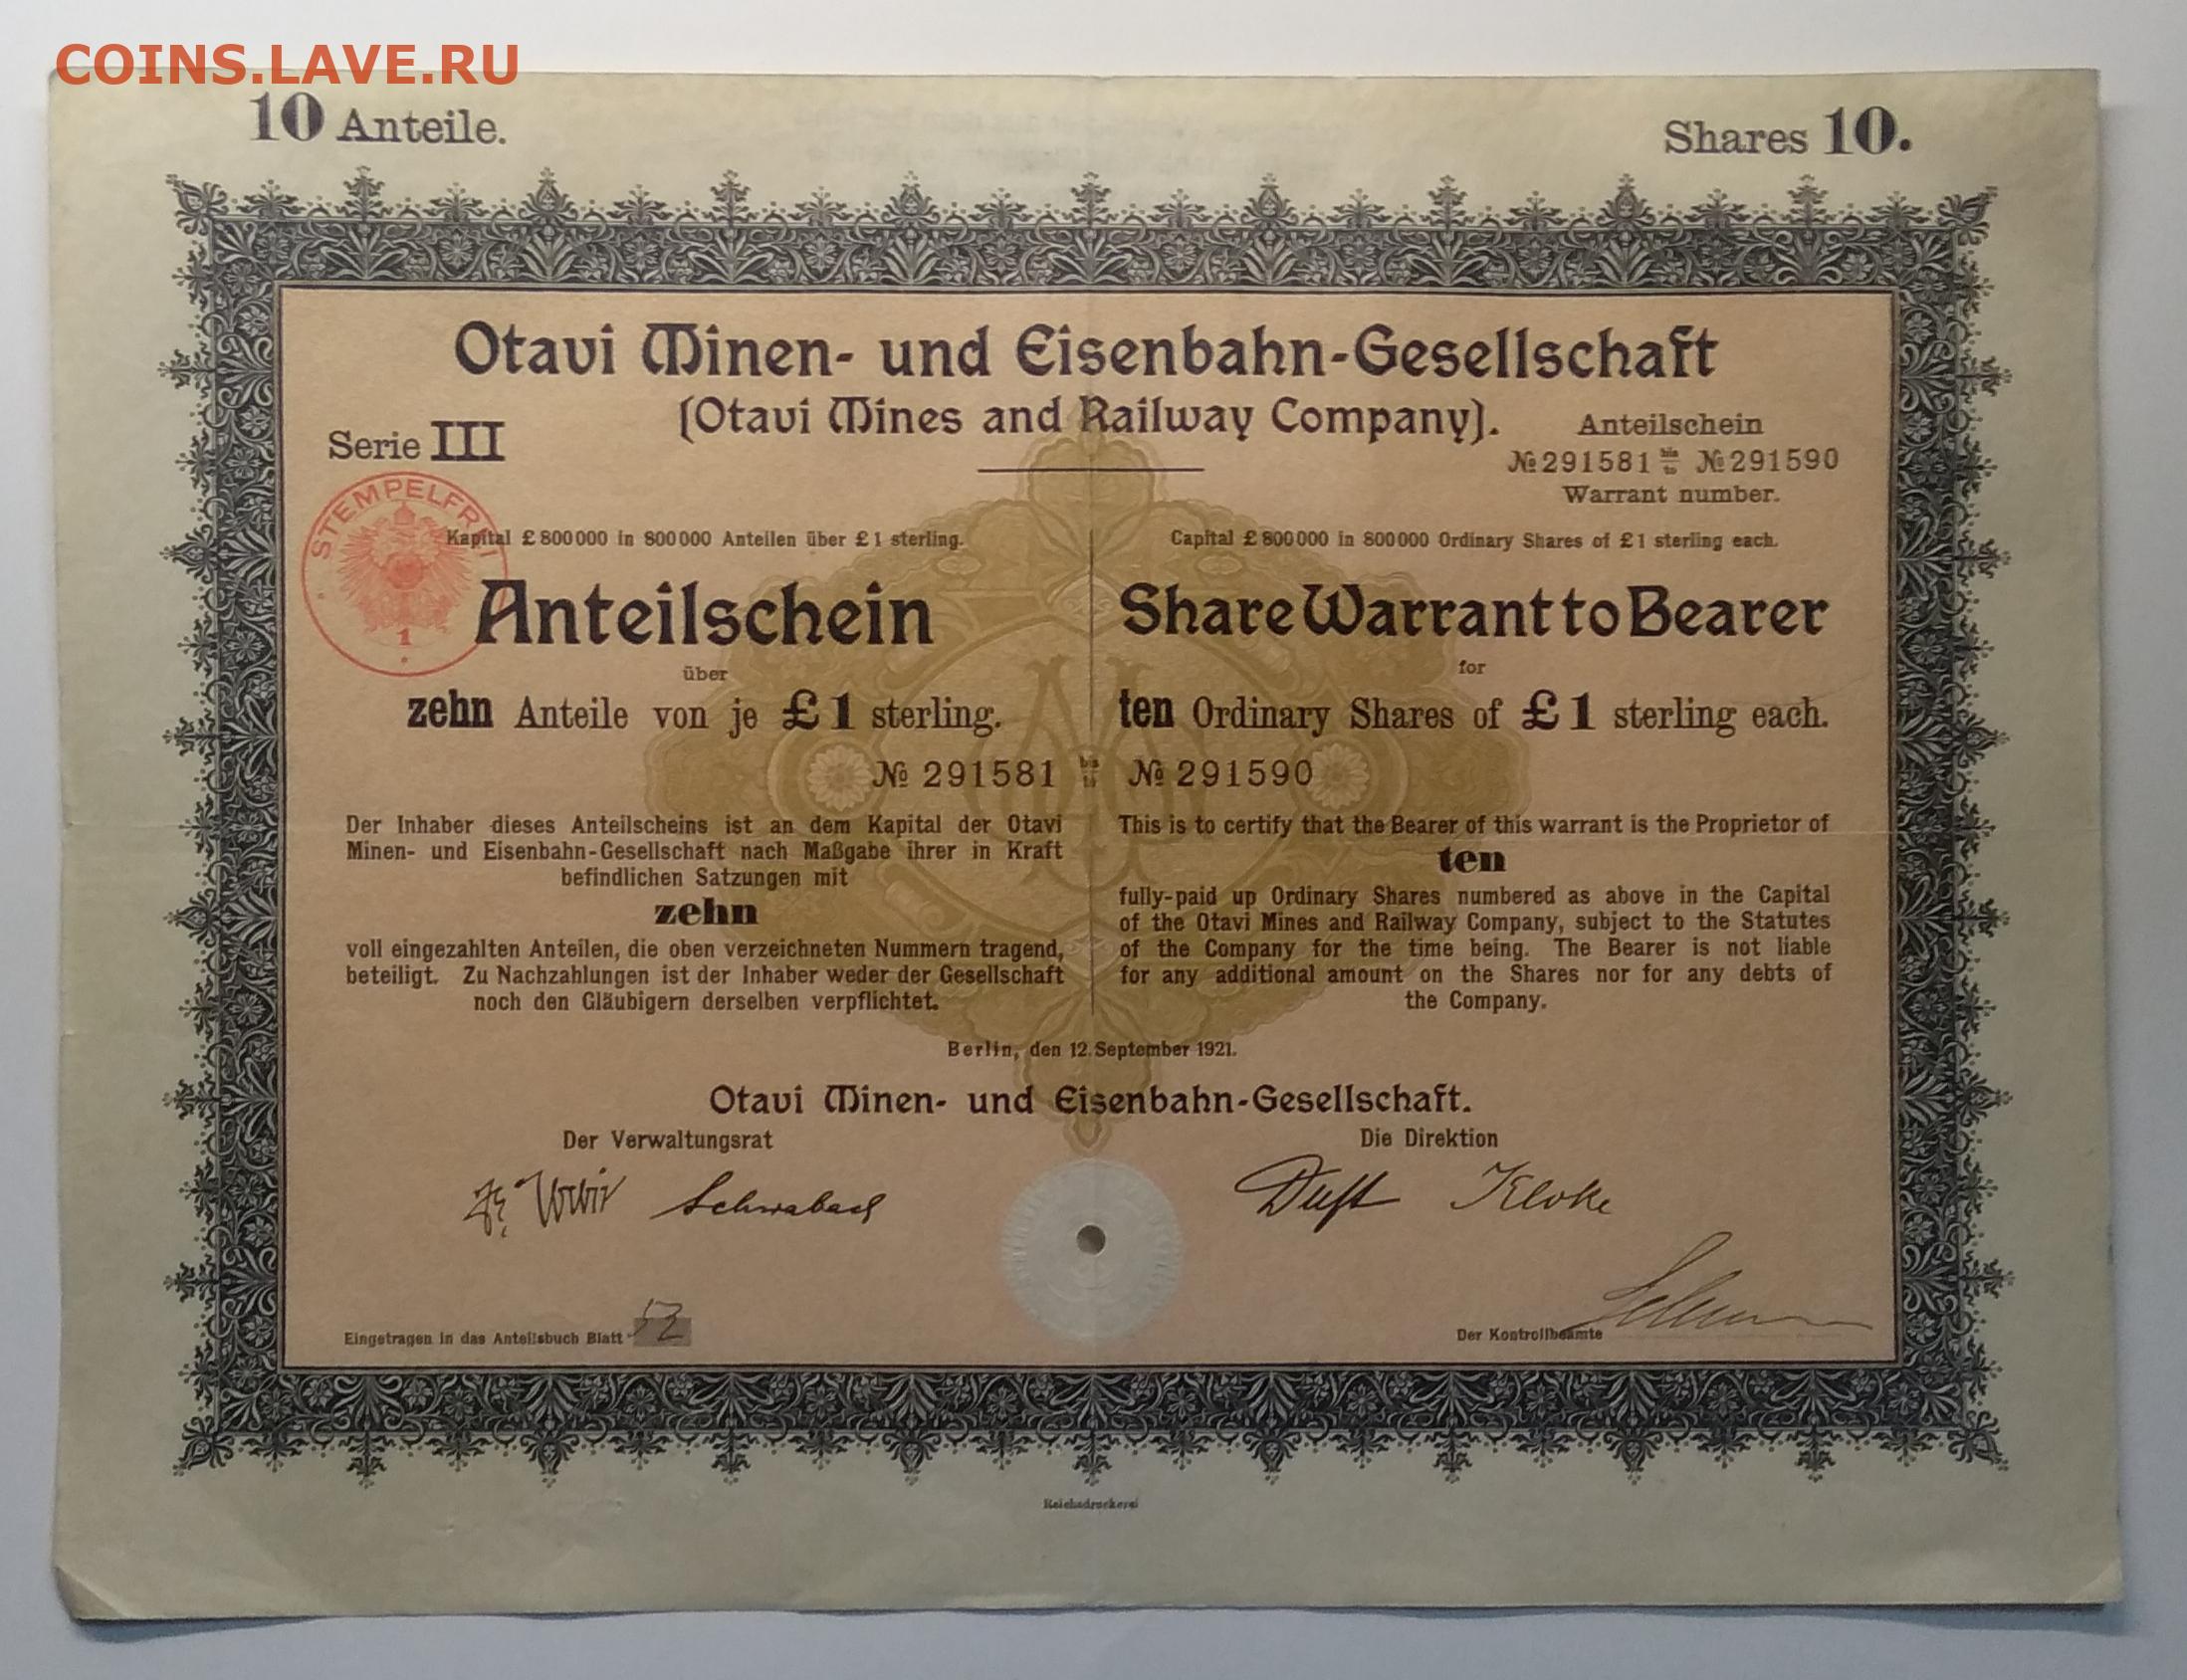 COINS.LAVE.RU
10 Anteile.
Shares 10.
Otavi Minen- und Eisenbahn-Gesellschaft
(Otavi Mines and Railway Company).
Serie III
Anteilschein
№ 291581 bis to № 291590
Warrant number.
STEMPELFREI
1
Kapital £ 800000 in 800000 Anteilen über £ 1 sterling.
Anteilschein
über
zehn Anteile von je £ 1 sterling.
Capital £ 800000 in 800000 Ordinary Shares of £ 1 sterling each.
Share Warrant to Bearer
for
ten Ordinary Shares of £ 1 sterling each.
№ 291581 bis to № 291590
Der Inhaber dieses Anteilscheins ist an dem Kapital der Otavi
Minen- und Eisenbahn-Gesellschaft nach Maßgabe ihrer in Kraft
befindlichen Satzungen mit
zehn
voll eingezahlten Anteilen, die oben verzeichneten Nummern tragend,
beteiligt. Zu Nachzahlungen ist der Inhaber weder der Gesellschaft
noch den Gläubigern derselben verpflichtet.
This is to certify that the Bearer of this warrant is the Proprietor of
ten
fully-paid up Ordinary Shares numbered as above in the Capital
of the Otavi Mines and Railway Company, subject to the Statutes
of the Company for the time being. The Bearer is not liable
for any additional amount on the Shares nor for any debts of
the Company.
Berlin, den 12. September 1921.
Otavi Minen- und Eisenbahn-Gesellschaft.
Der Verwaltungsrat
Die Direktion
Schwabach
Duft Kloke
Eingetragen in das Anteilsbuch Blatt 52
Der Kontrollbeamte
Reichsdruckerei